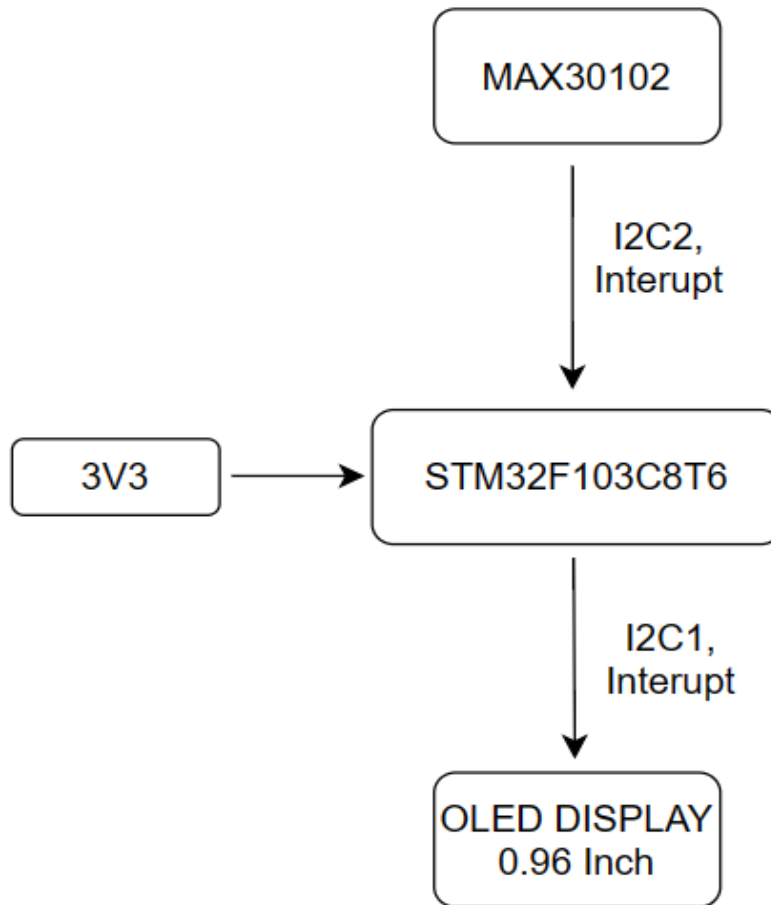 MAX30102
I2C2,
Interupt
3V3
STM32F103C8T6
I2C1,
Interupt
OLED DISPLAY
0.96 Inch